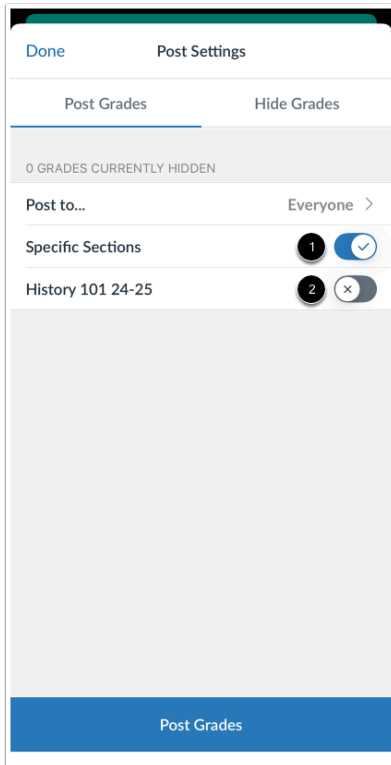 Done Post Settings
Post Grades Hide Grades
0 GRADES CURRENTLY HIDDEN
Post to... Everyone
Specific Sections 1
History 101 24-25 2
Post Grades